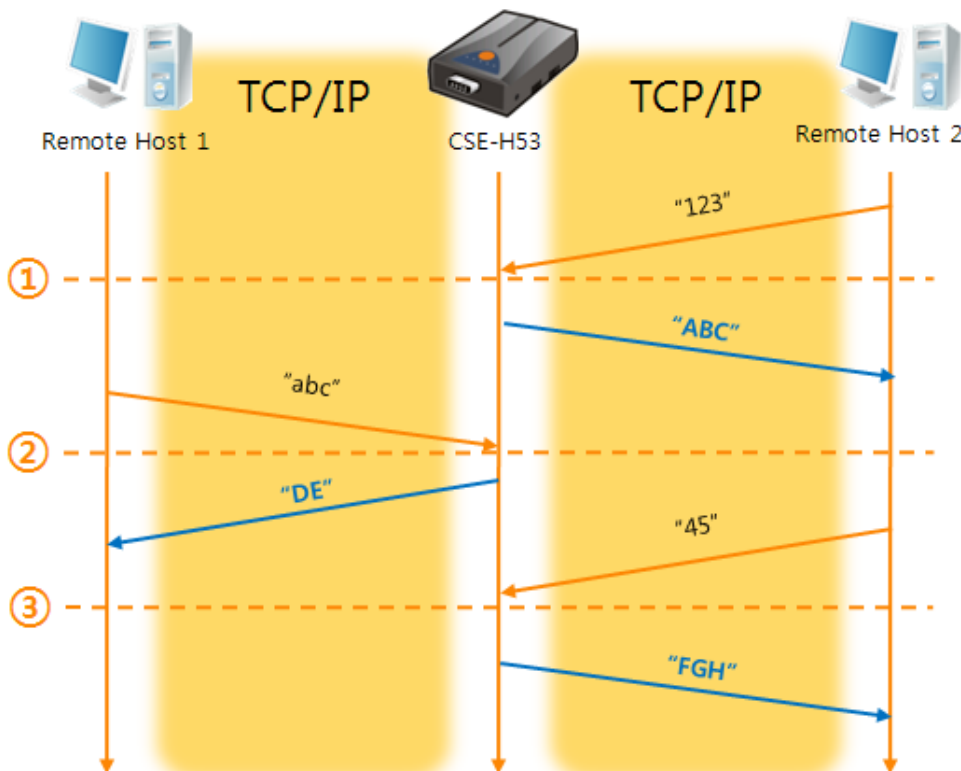 TCP/IP
TCP/IP
Remote Host 1
CSE-H53
Remote Host 2
"123"
①
"ABC"
"abc"
②
"DE"
"45"
③
"FGH"